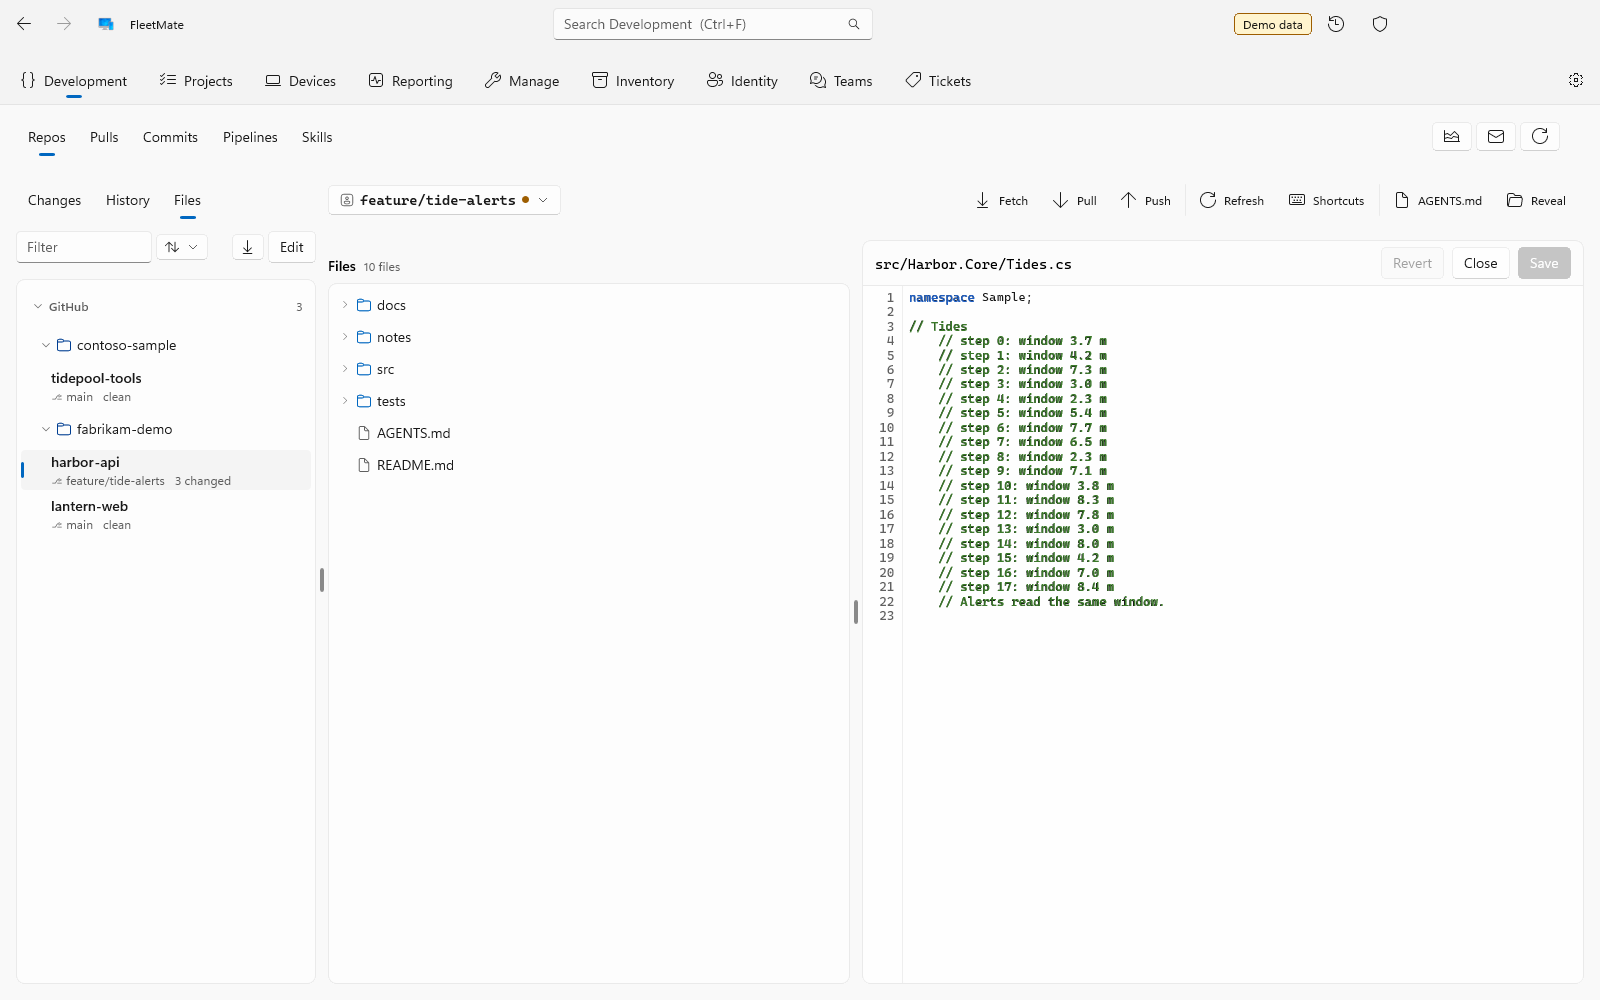 FleetMate
Search Development (Ctrl+F)
Demo data
Development
Projects
Devices
Reporting
Manage
Inventory
Identity
Teams
Tickets
Repos
Pulls
Commits
Pipelines
Skills
Changes
History
Files
feature/tide-alerts
Fetch
Pull
Push
Refresh
Shortcuts
AGENTS.md
Reveal
Filter
Edit
GitHub 3
contoso-sample
tidepool-tools
main clean
fabrikam-demo
harbor-api
feature/tide-alerts 3 changed
lantern-web
main clean
Files 10 files
docs
notes
src
tests
AGENTS.md
README.md
src/Harbor.Core/Tides.cs
Revert
Close
Save
1 namespace Sample;
2
3 // Tides
4 // step 0: window 3.7 m
5 // step 1: window 4.2 m
6 // step 2: window 7.3 m
7 // step 3: window 3.0 m
8 // step 4: window 2.3 m
9 // step 5: window 5.4 m
10 // step 6: window 7.7 m
11 // step 7: window 6.5 m
12 // step 8: window 2.3 m
13 // step 9: window 7.1 m
14 // step 10: window 3.8 m
15 // step 11: window 8.3 m
16 // step 12: window 7.8 m
17 // step 13: window 3.0 m
18 // step 14: window 8.0 m
19 // step 15: window 4.2 m
20 // step 16: window 7.0 m
21 // step 17: window 8.4 m
22 // Alerts read the same window.
23